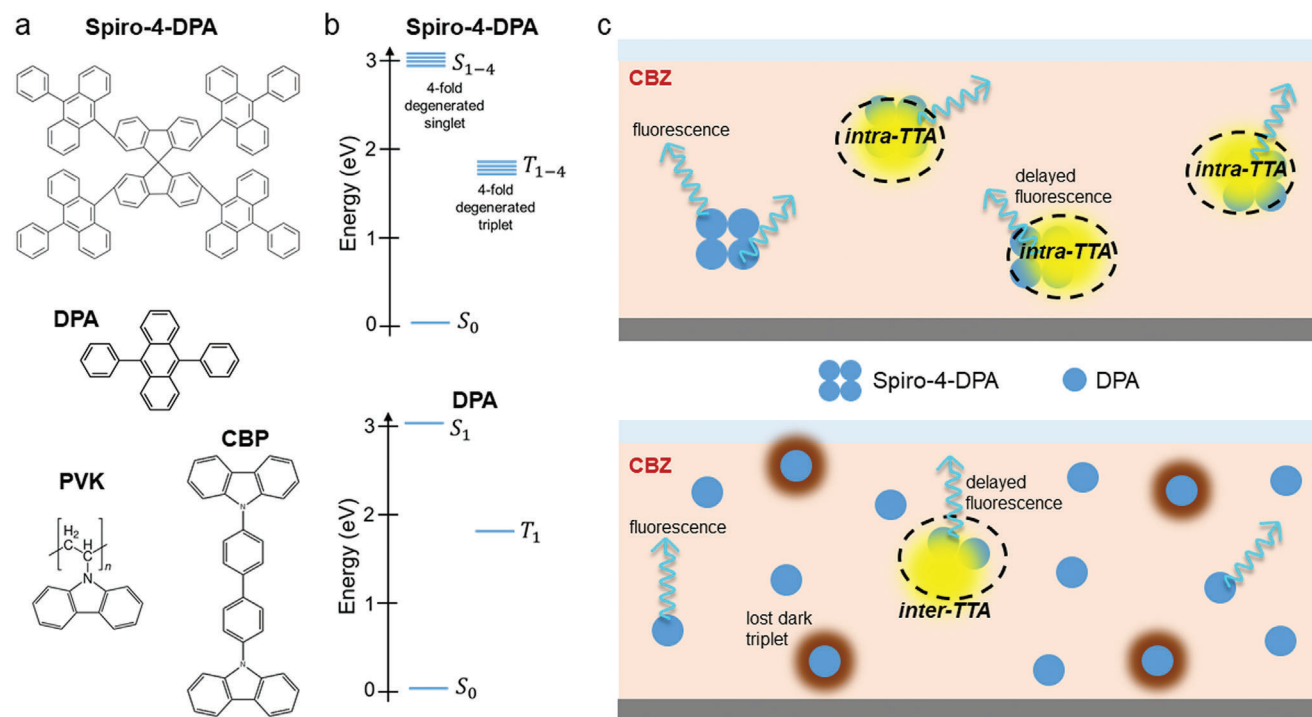 a
Spiro-4-DPA
DPA
PVK
H2
C
H
C
N
n
CBP
N
N
b
Spiro-4-DPA
Energy (eV)
3
2
1
0
S1–4
4-fold
degenerated
singlet
T1–4
4-fold
degenerated
triplet
S0
DPA
Energy (eV)
3
2
1
0
S1
T1
S0
c
CBZ
fluorescence
intra-TTA
delayed
fluorescence
intra-TTA
intra-TTA
Spiro-4-DPA
DPA
CBZ
fluorescence
delayed
fluorescence
inter-TTA
lost dark
triplet